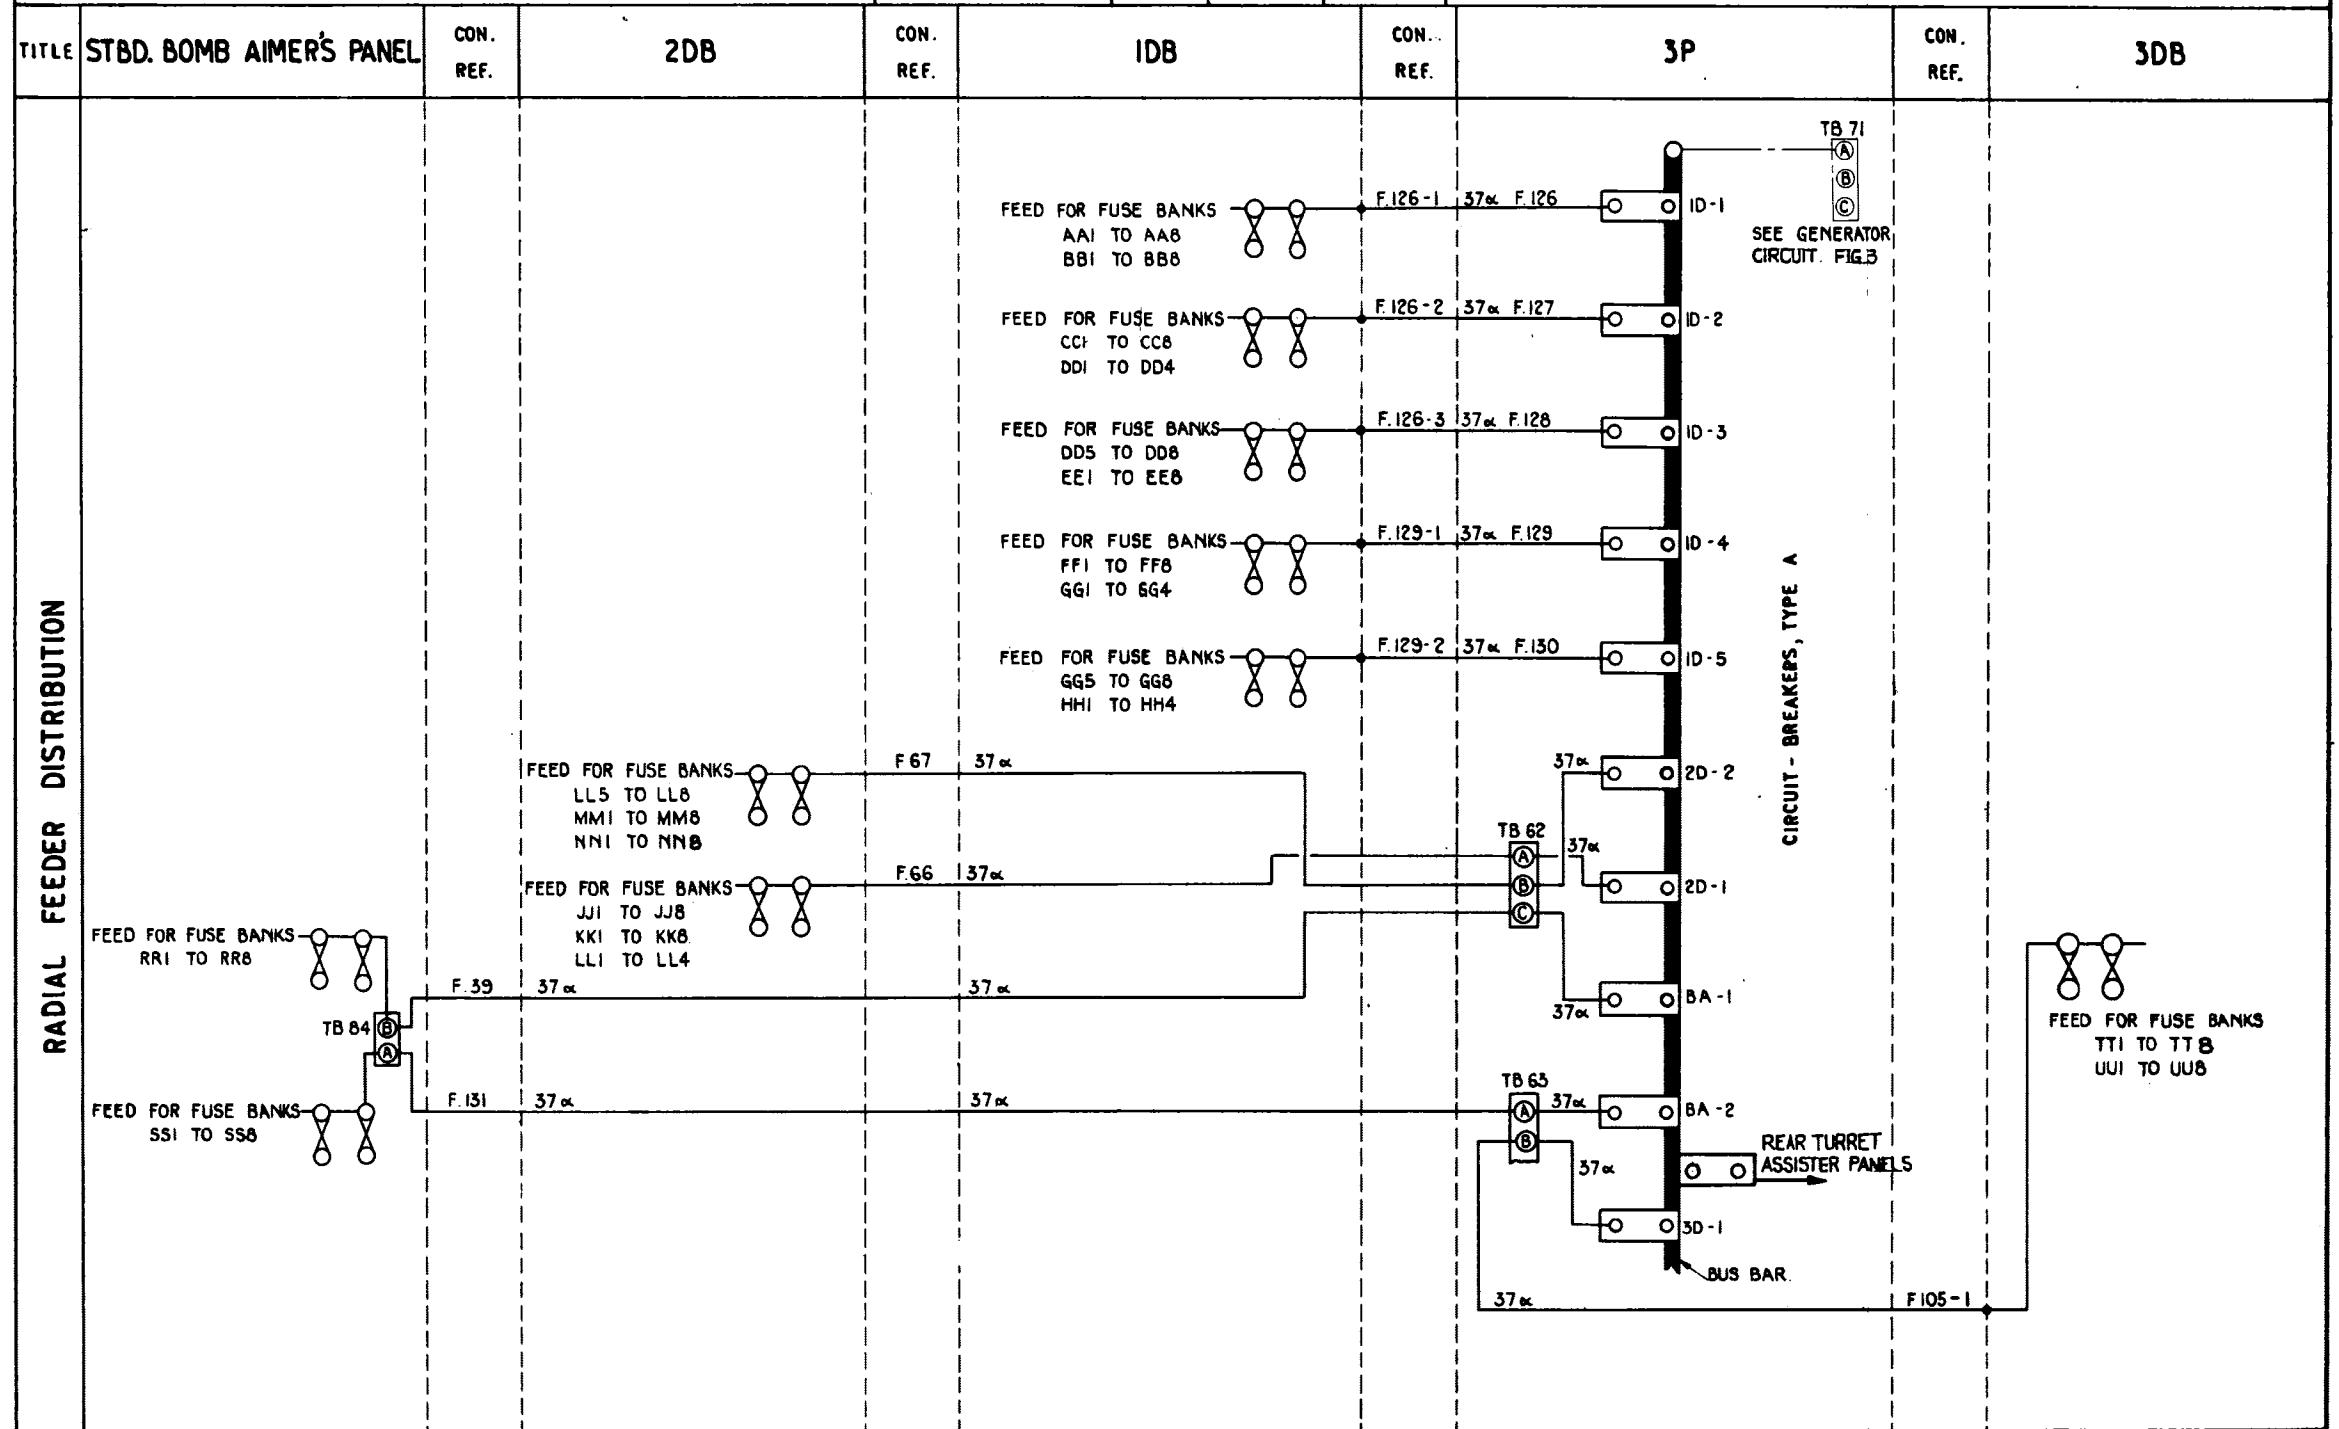 TITLE
STBD. BOMB AIMER'S PANEL
CON.
REF.
2DB
CON.
REF.
1DB
CON.
REF.
3P
CON.
REF.
3DB
RADIAL FEEDER DISTRIBUTION
TB 71
A
B
C
SEE GENERATOR
CIRCUIT. FIG.3
FEED FOR FUSE BANKS
AA1 TO AA8
BB1 TO BB8
F.126-1
37α F.126
1D-1
FEED FOR FUSE BANKS
CC1 TO CC8
DD1 TO DD4
F.126-2
37α F.127
1D-2
FEED FOR FUSE BANKS
DD5 TO DD8
EE1 TO EE8
F.126-3
37α F.128
1D-3
FEED FOR FUSE BANKS
FF1 TO FF8
GG1 TO GG4
F.129-1
37α F.129
1D-4
FEED FOR FUSE BANKS
GG5 TO GG8
HH1 TO HH4
F.129-2
37α F.130
1D-5
CIRCUIT-BREAKERS, TYPE A
FEED FOR FUSE BANKS
LL5 TO LL8
MM1 TO MM8
NN1 TO NN8
F67
37α
37α
2D-2
TB 62
A
B
C
37α
FEED FOR FUSE BANKS
JJ1 TO JJ8
KK1 TO KK8
LL1 TO LL4
F.66
37α
2D-1
FEED FOR FUSE BANKS
RR1 TO RR8
TB 84
B
A
F.39
37α
37α
37α
BA-1
FEED FOR FUSE BANKS
TT1 TO TT8
UU1 TO UU8
FEED FOR FUSE BANKS
SS1 TO SS8
F.131
37α
37α
TB 63
A
B
37α
BA-2
REAR TURRET
ASSISTER PANELS
37α
3D-1
BUS BAR.
37α
F105-1